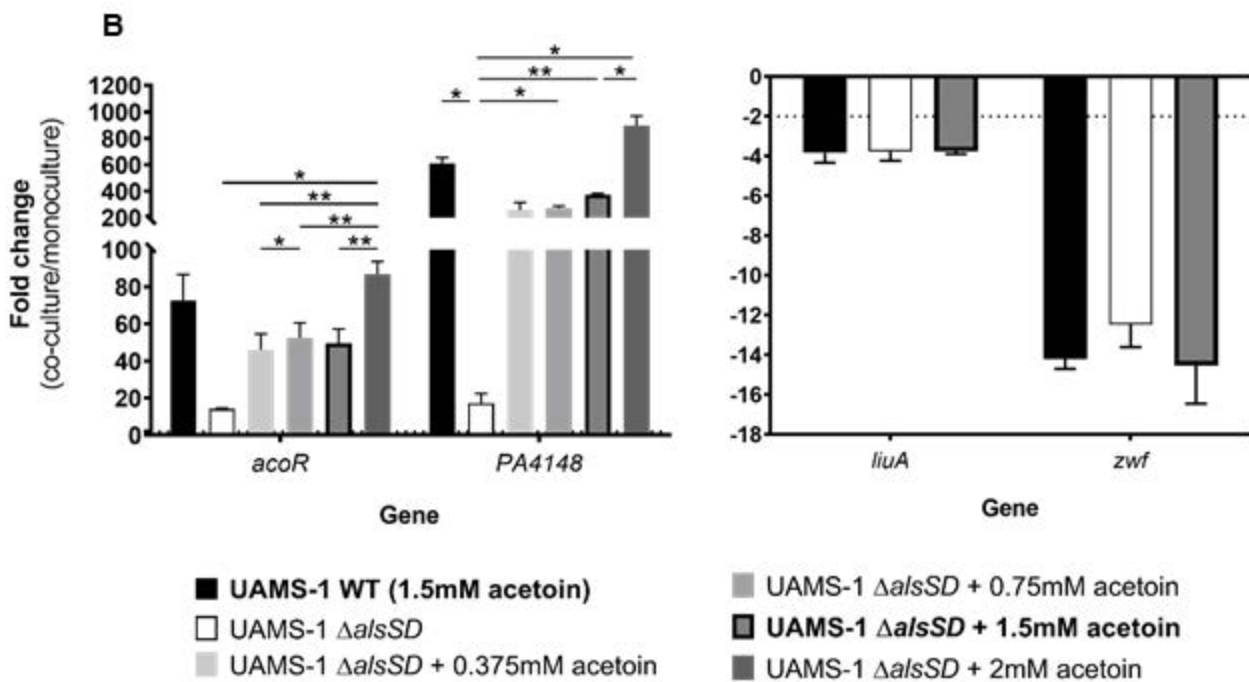 B
Fold change
(co-culture/monoculture)
1200
1000
800
600
400
200
100
80
60
40
20
0
*
**
**
*
**
*
**
*
*
*
acoR
PA4148
Gene
0
-2
-4
-6
-8
-10
-12
-14
-16
-18
liuA
zwf
Gene
UAMS-1 WT (1.5mM acetoin)
UAMS-1 ΔalsSD
UAMS-1 ΔalsSD + 0.375mM acetoin
UAMS-1 ΔalsSD + 0.75mM acetoin
UAMS-1 ΔalsSD + 1.5mM acetoin
UAMS-1 ΔalsSD + 2mM acetoin